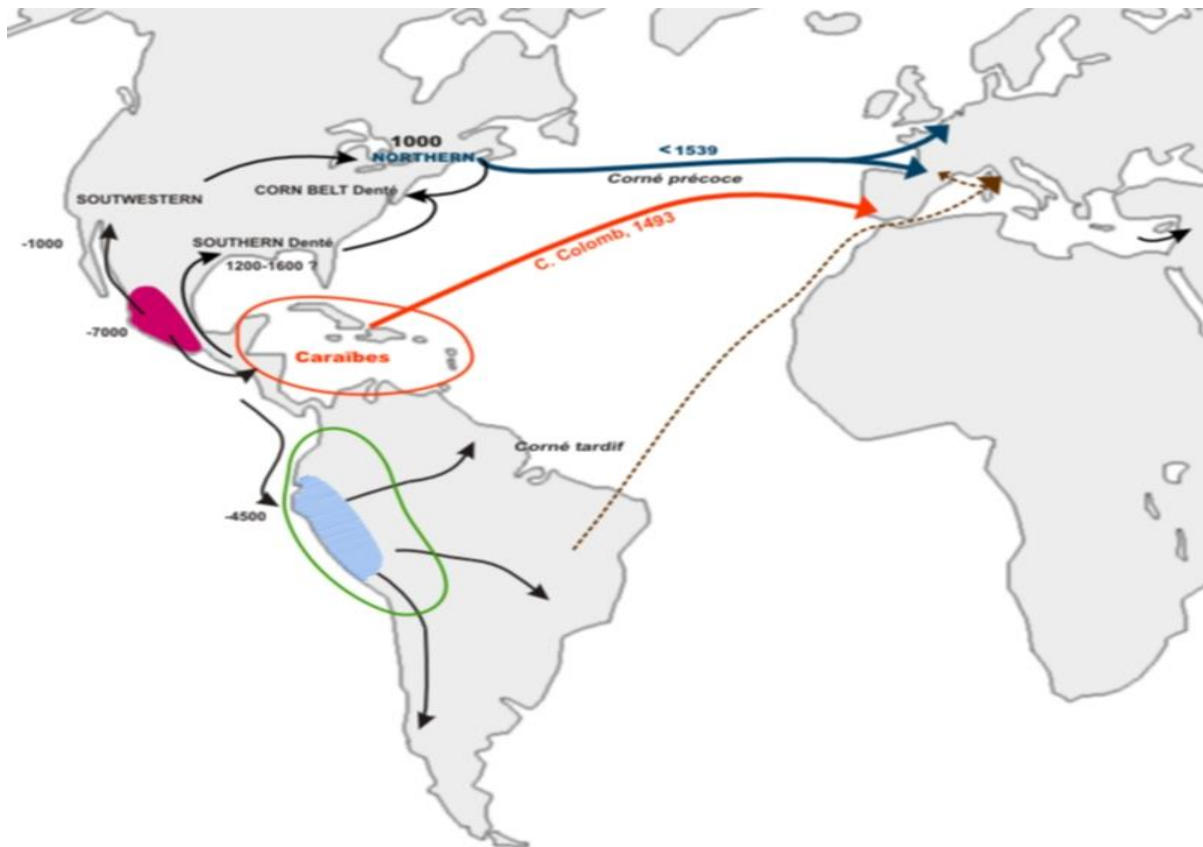 1000
NORTHERN
<1539
Corné précoce
CORN BELT Denté
SOUTWESTERN
-1000
SOUTHERN Denté
1200-1600 ?
C. Colomb, 1493
-7000
Caraïbes
Corné tardif
-4500